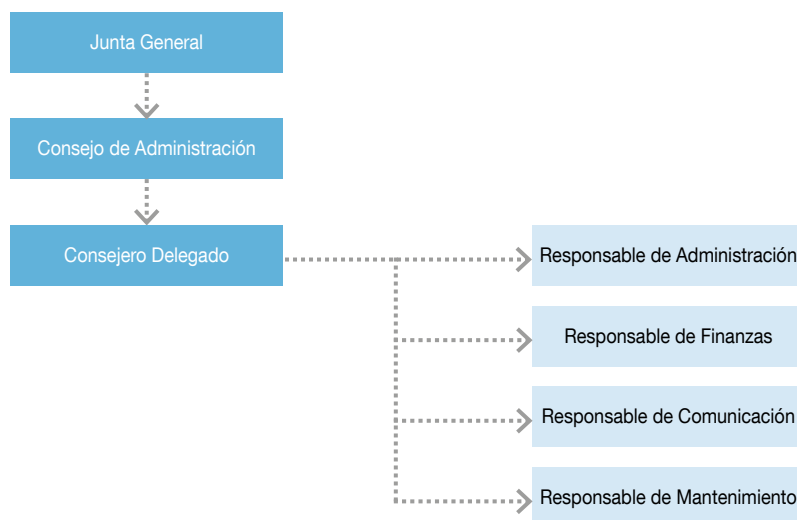 Junta General
Consejo de Administración
Consejero Delegado
Responsable de Administración
Responsable de Finanzas
Responsable de Comunicación
Responsable de Mantenimiento